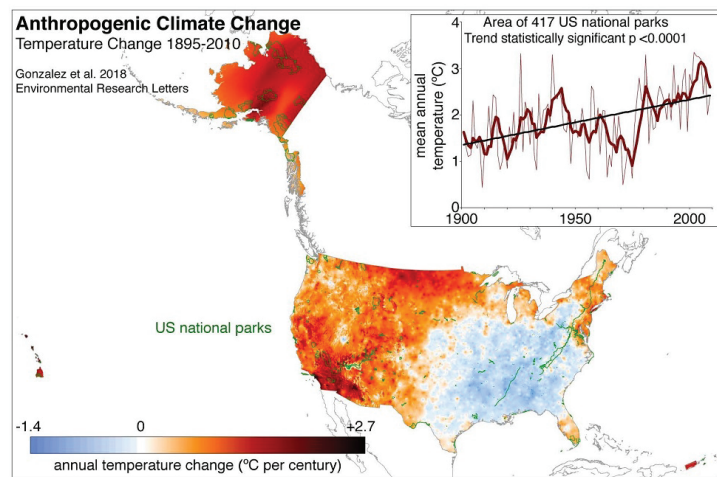 Anthropogenic Climate Change
Temperature Change 1895-2010
Gonzalez et al. 2018
Environmental Research Letters
Area of 417 US national parks
Trend statistically significant p <0.0001
mean annual
temperature (ºC)
4
3
2
1
0
1900
1950
2000
US national parks
-1.4
0
+2.7
annual temperature change (ºC per century)